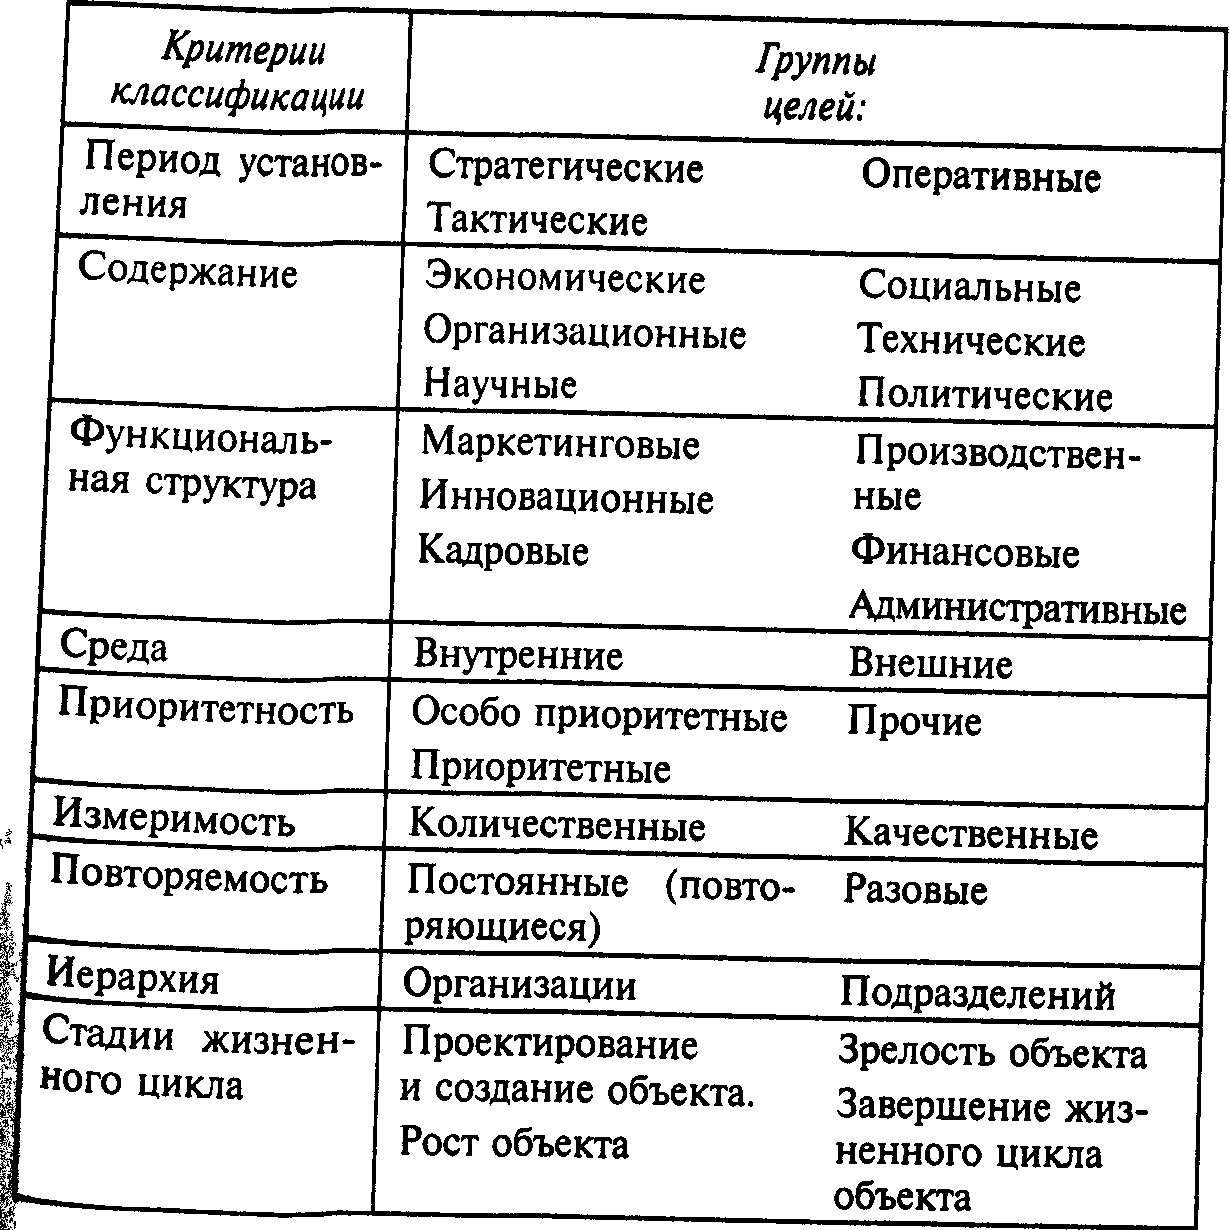 Критерии
классификации
Группы
целей:
Период установ-
ления
Стратегические
Тактические
Оперативные
Содержание
Экономические
Организационные
Научные
Социальные
Технические
Политические
Функциональ-
ная структура
Маркетинговые
Инновационные
Кадровые
Производствен-
ные
Финансовые
Административные
Среда
Внутренние
Внешние
Приоритетность
Особо приоритетные
Приоритетные
Прочие
Измеримость
Количественные
Качественные
Повторяемость
Постоянные (повто-
ряющиеся)
Разовые
Иерархия
Организации
Подразделений
Стадии жизнен-
ного цикла
Проектирование
и создание объекта.
Рост объекта
Зрелость объекта
Завершение жиз-
ненного цикла
объекта